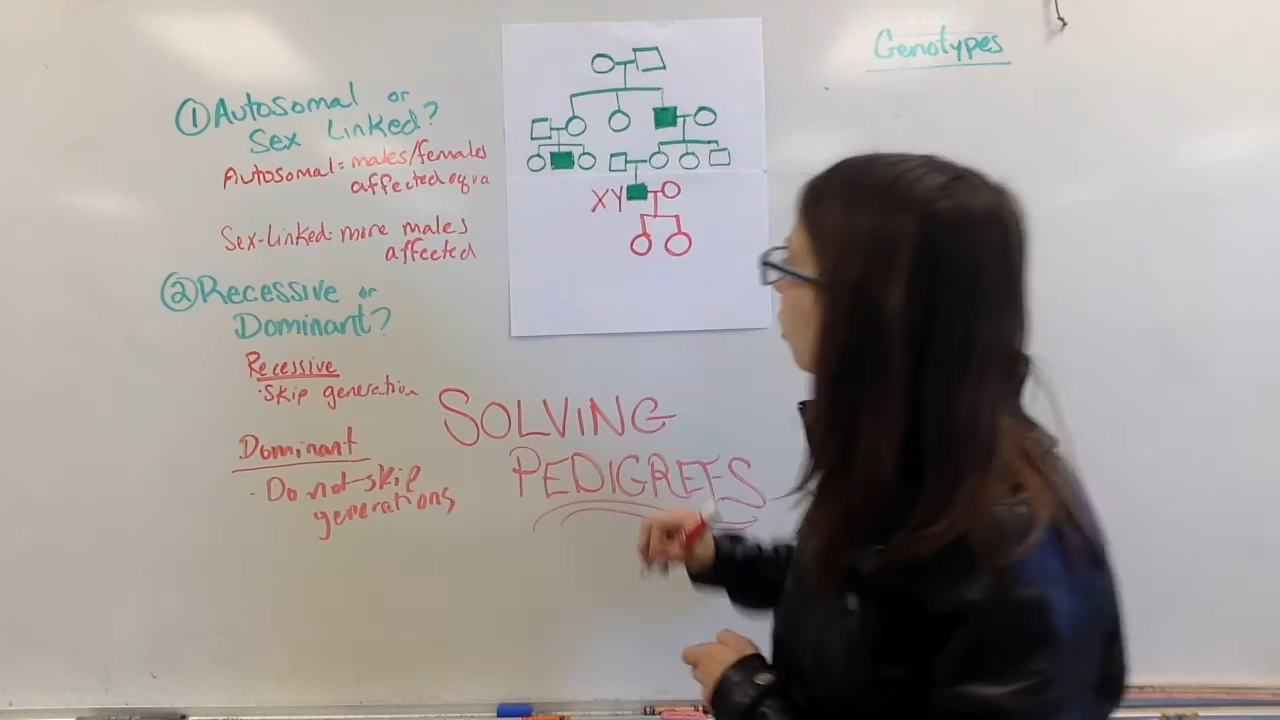 ① Autosomal or
Sex Linked?
Autosomal = males/females
affected equa
Sex-Linked = more males
affected
② Recessive or
Dominant?
Recessive
· Skip generation
Dominant
· Do not skip
generations
XY
SOLVING
PEDIGREES
Genotypes